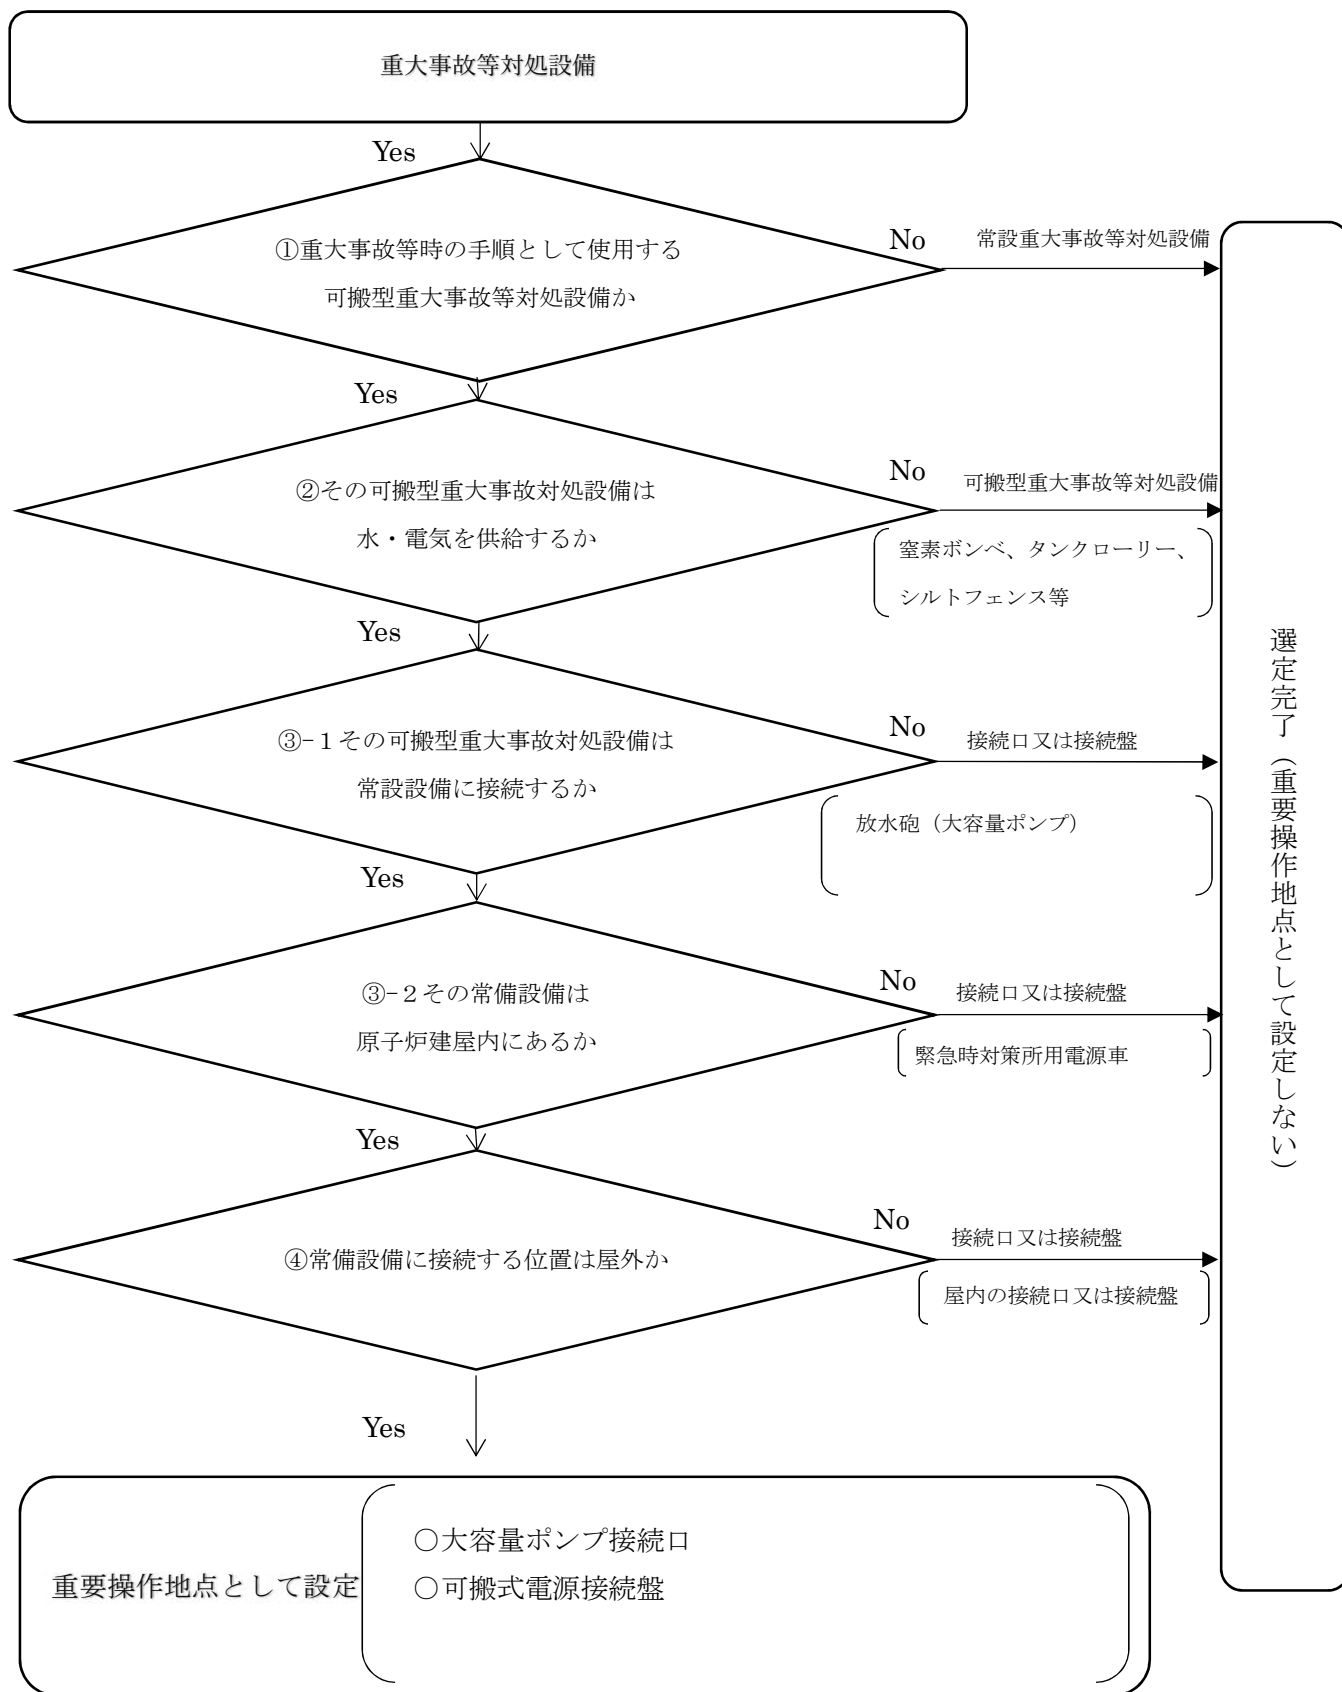 重大事故等対処設備
Yes
①重大事故等時の手順として使用する
可搬型重大事故等対処設備か
No
常設重大事故等対処設備
Yes
②その可搬型重大事故対処設備は
水・電気を供給するか
No
可搬型重大事故等対処設備
窒素ボンベ、タンクローリー、
シルトフェンス等
Yes
③-1その可搬型重大事故対処設備は
常設設備に接続するか
No
接続口又は接続盤
放水砲（大容量ポンプ）
Yes
③-2その常備設備は
原子炉建屋内にあるか
No
接続口又は接続盤
緊急時対策所用電源車
Yes
④常備設備に接続する位置は屋外か
No
接続口又は接続盤
屋内の接続口又は接続盤
Yes
重要操作地点として設定
○大容量ポンプ接続口
○可搬式電源接続盤
選定完了（重要操作地点として設定しない）